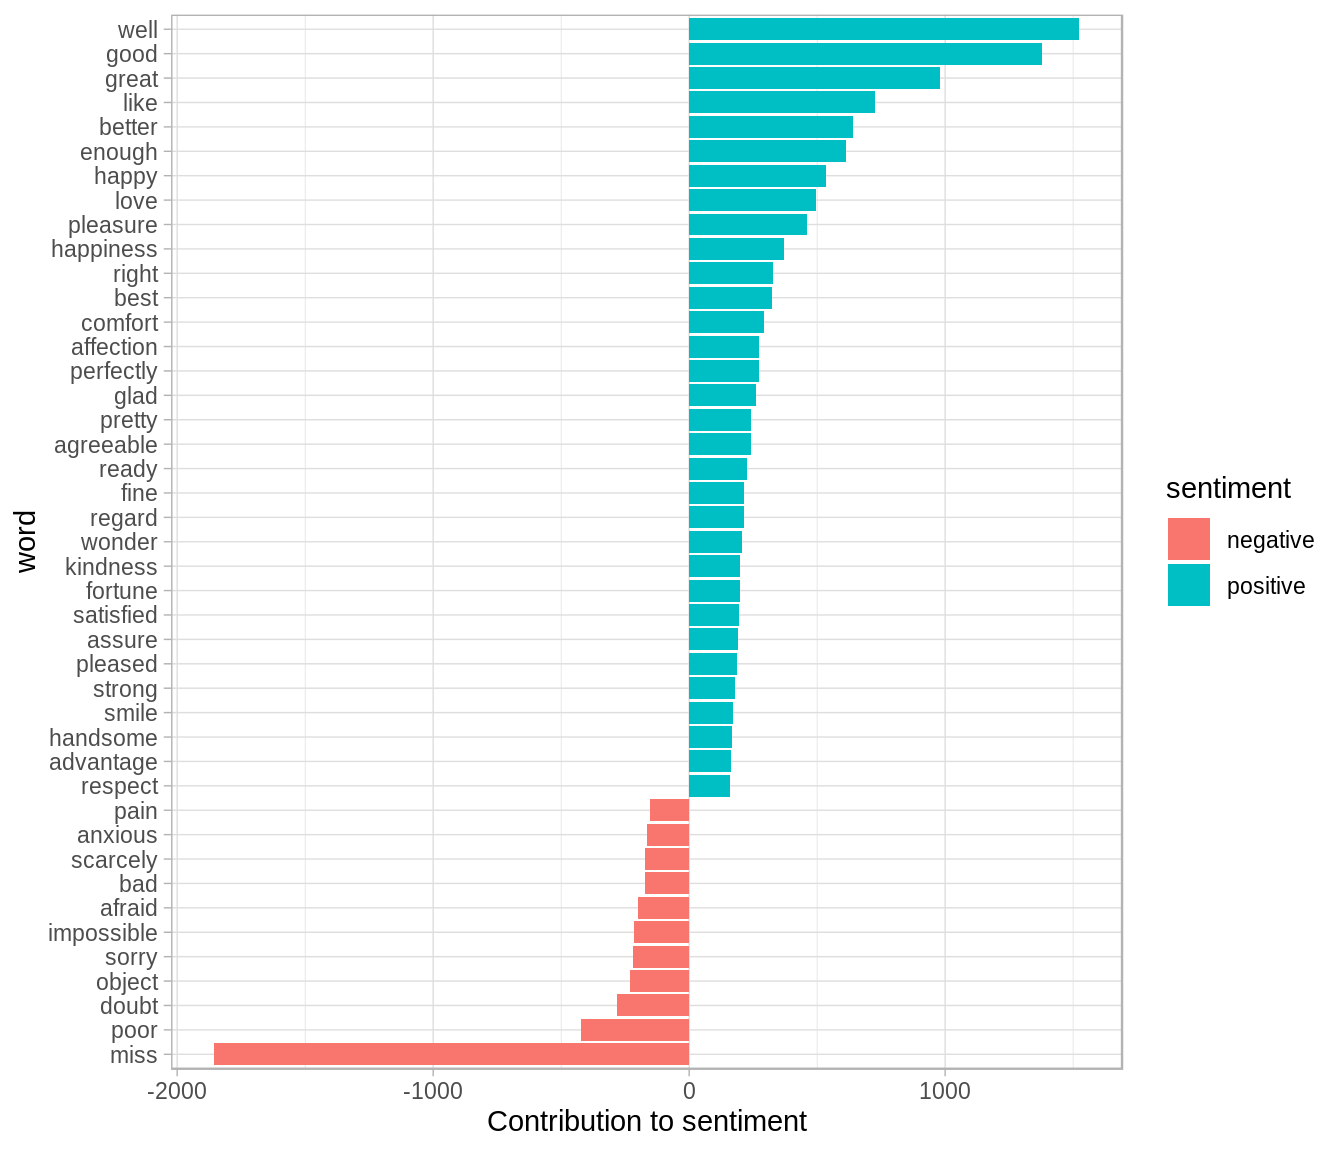 well
good
great
like
better
enough
happy
love
pleasure
happiness
right
best
comfort
affection
perfectly
glad
pretty
agreeable
ready
fine
regard
wonder
kindness
fortune
satisfied
assure
pleased
strong
smile
handsome
advantage
respect
pain
anxious
scarcely
bad
afraid
impossible
sorry
object
doubt
poor
miss
word
-2000 -1000 0 1000
Contribution to sentiment
sentiment
negative
positive